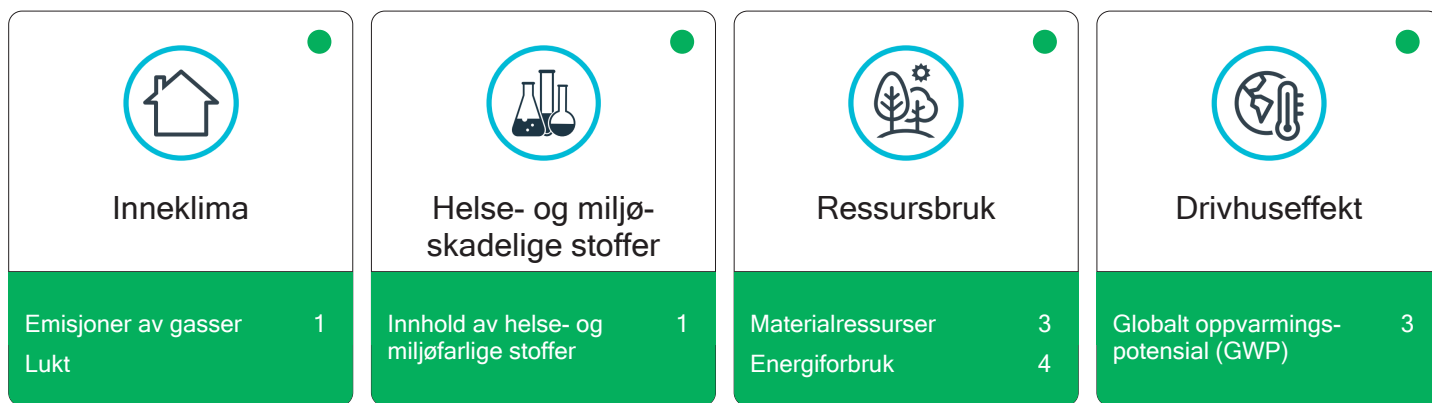 Inneklima
Emisjoner av gasser 1
Lukt
Helse- og miljø-
skadelige stoffer
Innhold av helse- og 1
miljøfarlige stoffer
Ressursbruk
Materialressurser 3
Energiforbruk 4
Drivhuseffekt
Globalt oppvarmings- 3
potensial (GWP)